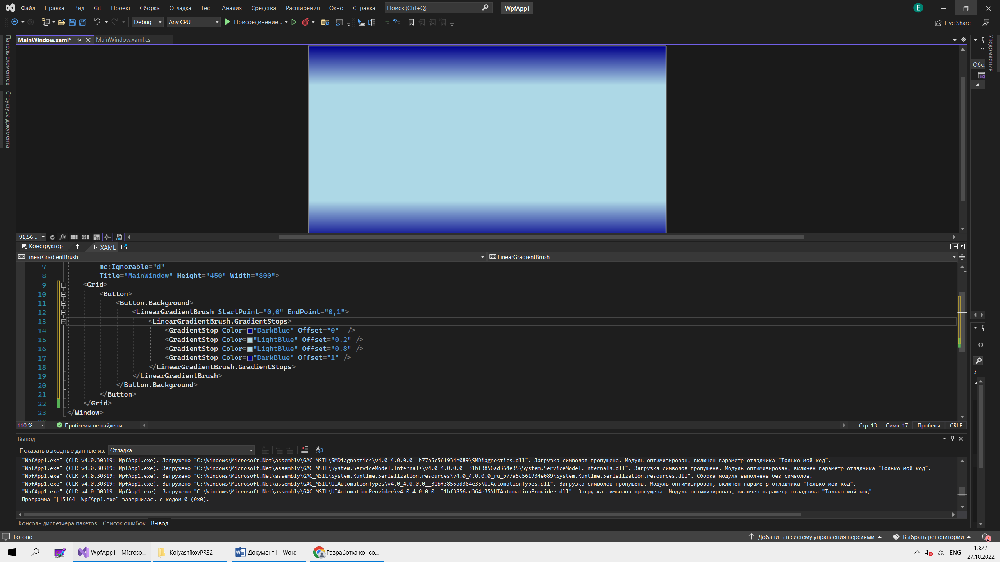 Файл Правка Вид Git Проект Сборка Отладка Тест Анализ Средства Расширения Окно Справка Поиск (Ctrl+Q) WpfApp1 E
Debug Any CPU Присоединение... Live Share
Панель элементов
Структура документа
MainWindow.xaml* MainWindow.xaml.cs
Уведомления
Обо
91,56... fx
Конструктор XAML
LinearGradientBrush LinearGradientBrush
7 mc:Ignorable="d"
8 Title="MainWindow" Height="450" Width="800">
9 <Grid>
10 <Button>
11 <Button.Background>
12 <LinearGradientBrush StartPoint="0,0" EndPoint="0,1">
13 <LinearGradientBrush.GradientStops>
14 <GradientStop Color="DarkBlue" Offset="0" />
15 <GradientStop Color="LightBlue" Offset="0.2" />
16 <GradientStop Color="LightBlue" Offset="0.8" />
17 <GradientStop Color="DarkBlue" Offset="1" />
18 </LinearGradientBrush.GradientStops>
19 </LinearGradientBrush>
20 </Button.Background>
21 </Button>
22 </Grid>
23 </Window>
110 % Проблемы не найдены. Стр: 13 Симв: 17 Пробелы CRLF
Вывод
Показать выходные данные из: Отладка
"WpfApp1.exe" (CLR v4.0.30319: WpfApp1.exe). Загружено "C:\Windows\Microsoft.Net\assembly\GAC_MSIL\SMDiagnostics\v4.0_4.0.0.0__b77a5c561934e089\SMDiagnostics.dll". Загрузка символов пропущена. Модуль оптимизирован, включен параметр отладчика "Только мой код".
"WpfApp1.exe" (CLR v4.0.30319: WpfApp1.exe). Загружено "C:\Windows\Microsoft.Net\assembly\GAC_MSIL\System.ServiceModel.Internals\v4.0_4.0.0.0__31bf3856ad364e35\System.ServiceModel.Internals.dll". Загрузка символов пропущена. Модуль оптимизирован, включен параметр отладчика "Только мой код".
"WpfApp1.exe" (CLR v4.0.30319: WpfApp1.exe). Загружено "C:\Windows\Microsoft.Net\assembly\GAC_MSIL\System.Runtime.Serialization.resources\v4.0_4.0.0.0_ru_b77a5c561934e089\System.Runtime.Serialization.resources.dll". Сборка модуля выполнена без символов.
"WpfApp1.exe" (CLR v4.0.30319: WpfApp1.exe). Загружено "C:\Windows\Microsoft.Net\assembly\GAC_MSIL\UIAutomationTypes\v4.0_4.0.0.0__31bf3856ad364e35\UIAutomationTypes.dll". Загрузка символов пропущена. Модуль оптимизирован, включен параметр отладчика "Только мой код".
"WpfApp1.exe" (CLR v4.0.30319: WpfApp1.exe). Загружено "C:\Windows\Microsoft.Net\assembly\GAC_MSIL\UIAutomationProvider\v4.0_4.0.0.0__31bf3856ad364e35\UIAutomationProvider.dll". Загрузка символов пропущена. Модуль оптимизирован, включен параметр отладчика "Только мой код".
Программа "[15164] WpfApp1.exe" завершилась с кодом 0 (0x0).
Консоль диспетчера пакетов Список ошибок Вывод
Готово Добавить в систему управления версиями Выбрать репозиторий 2
WpfApp1 - Microso... KolyasnikovPR32 Документ1 - Word Разработка консо... ENG 13:27
27.10.2022